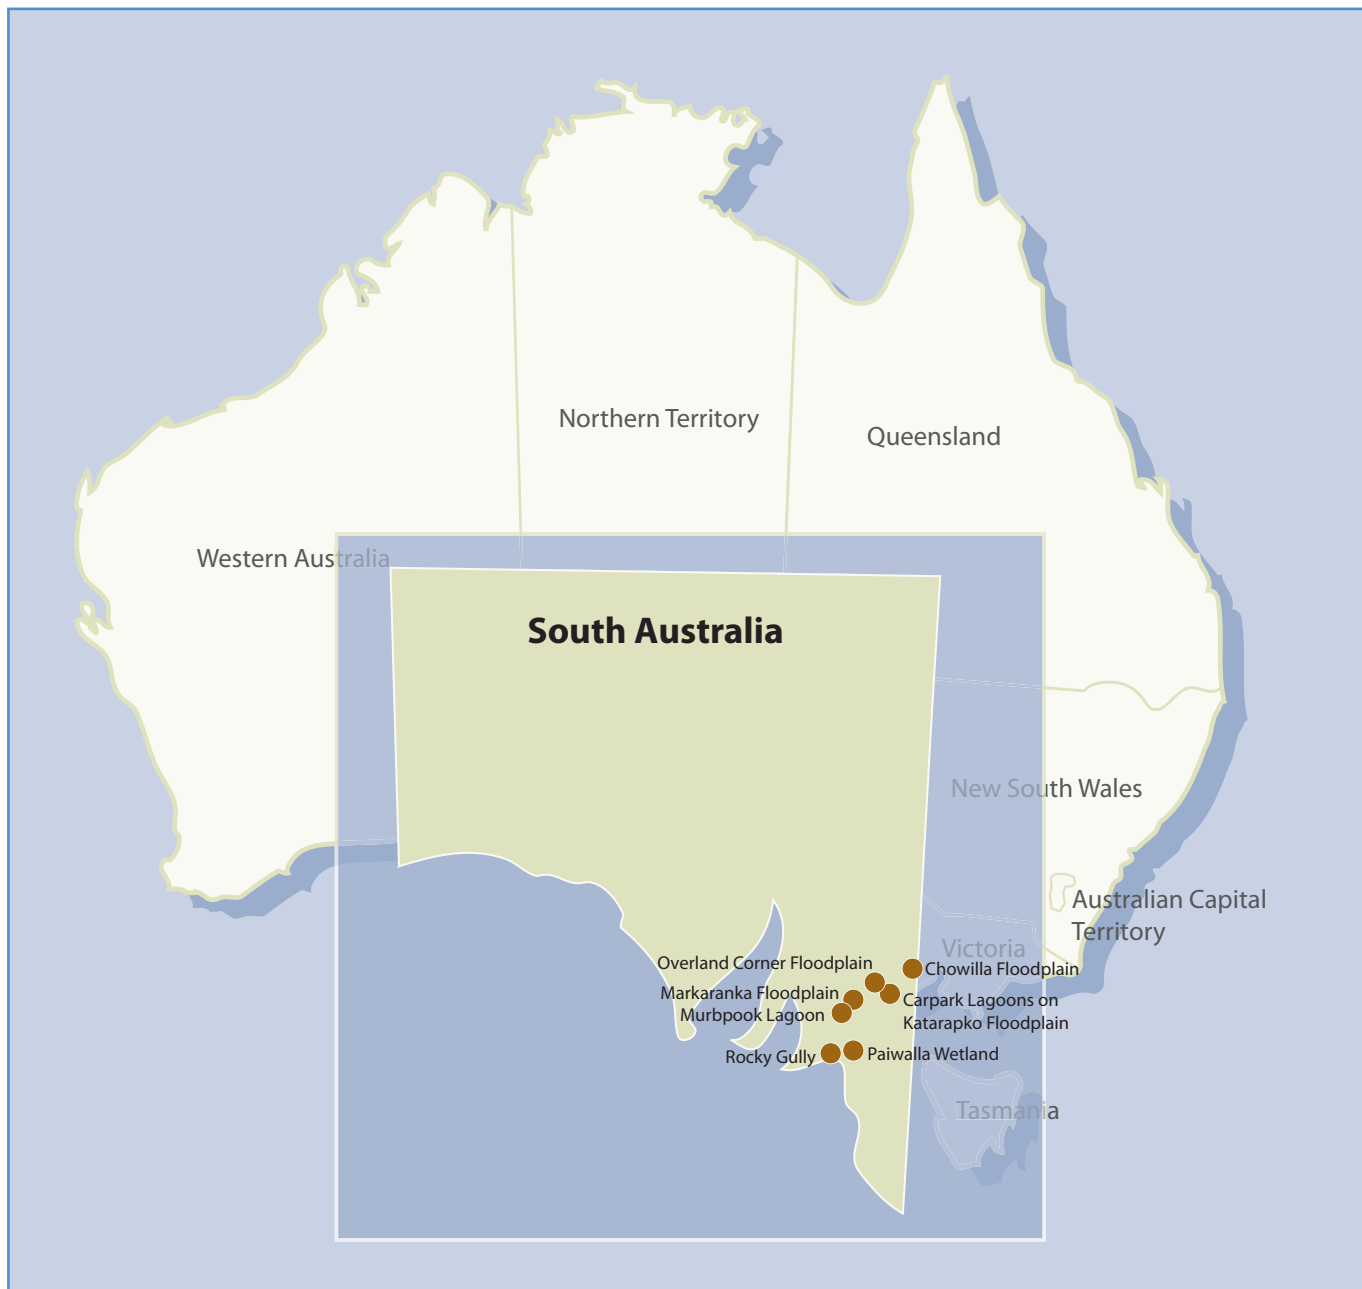 Northern Territory
Queensland
Western Australia
South Australia
New South Wales
Australian Capital
Territory
Victoria
Overland Corner Floodplain
Chowilla Floodplain
Markaranka Floodplain
Carpark Lagoons on
Katarapko Floodplain
Murbpook Lagoon
Rocky Gully
Paiwalla Wetland
Tasmania